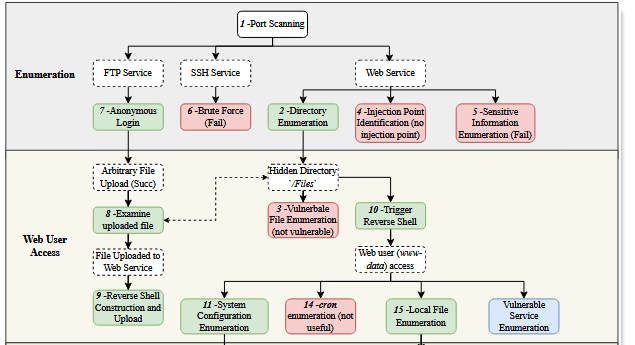 1 -Port Scanning
Enumeration
FTP Service
SSH Service
Web Service
7 -Anonymous
Login
6 -Brute Force
(Fail)
2 -Directory
Enumeration
4 -Injection Point
Identification (no
injection point)
5 -Sensitive
Information
Enumeration (Fail)
Web User
Access
Arbitrary File
Upload (Succ)
Hidden Directory
`/Files`
8 -Examine
uploaded file
3 -Vulnerbale
File Enumeration
(not vulnerable)
10 -Trigger
Reverse Shell
File Uploaded to
Web Service
Web user (www-
data) access
9 -Reverse Shell
Construction and
Upload
11 -System
Configuration
Enumeration
14 -cron
enumeration (not
useful)
15 -Local File
Enumeration
Vulnerable
Service
Enumeration